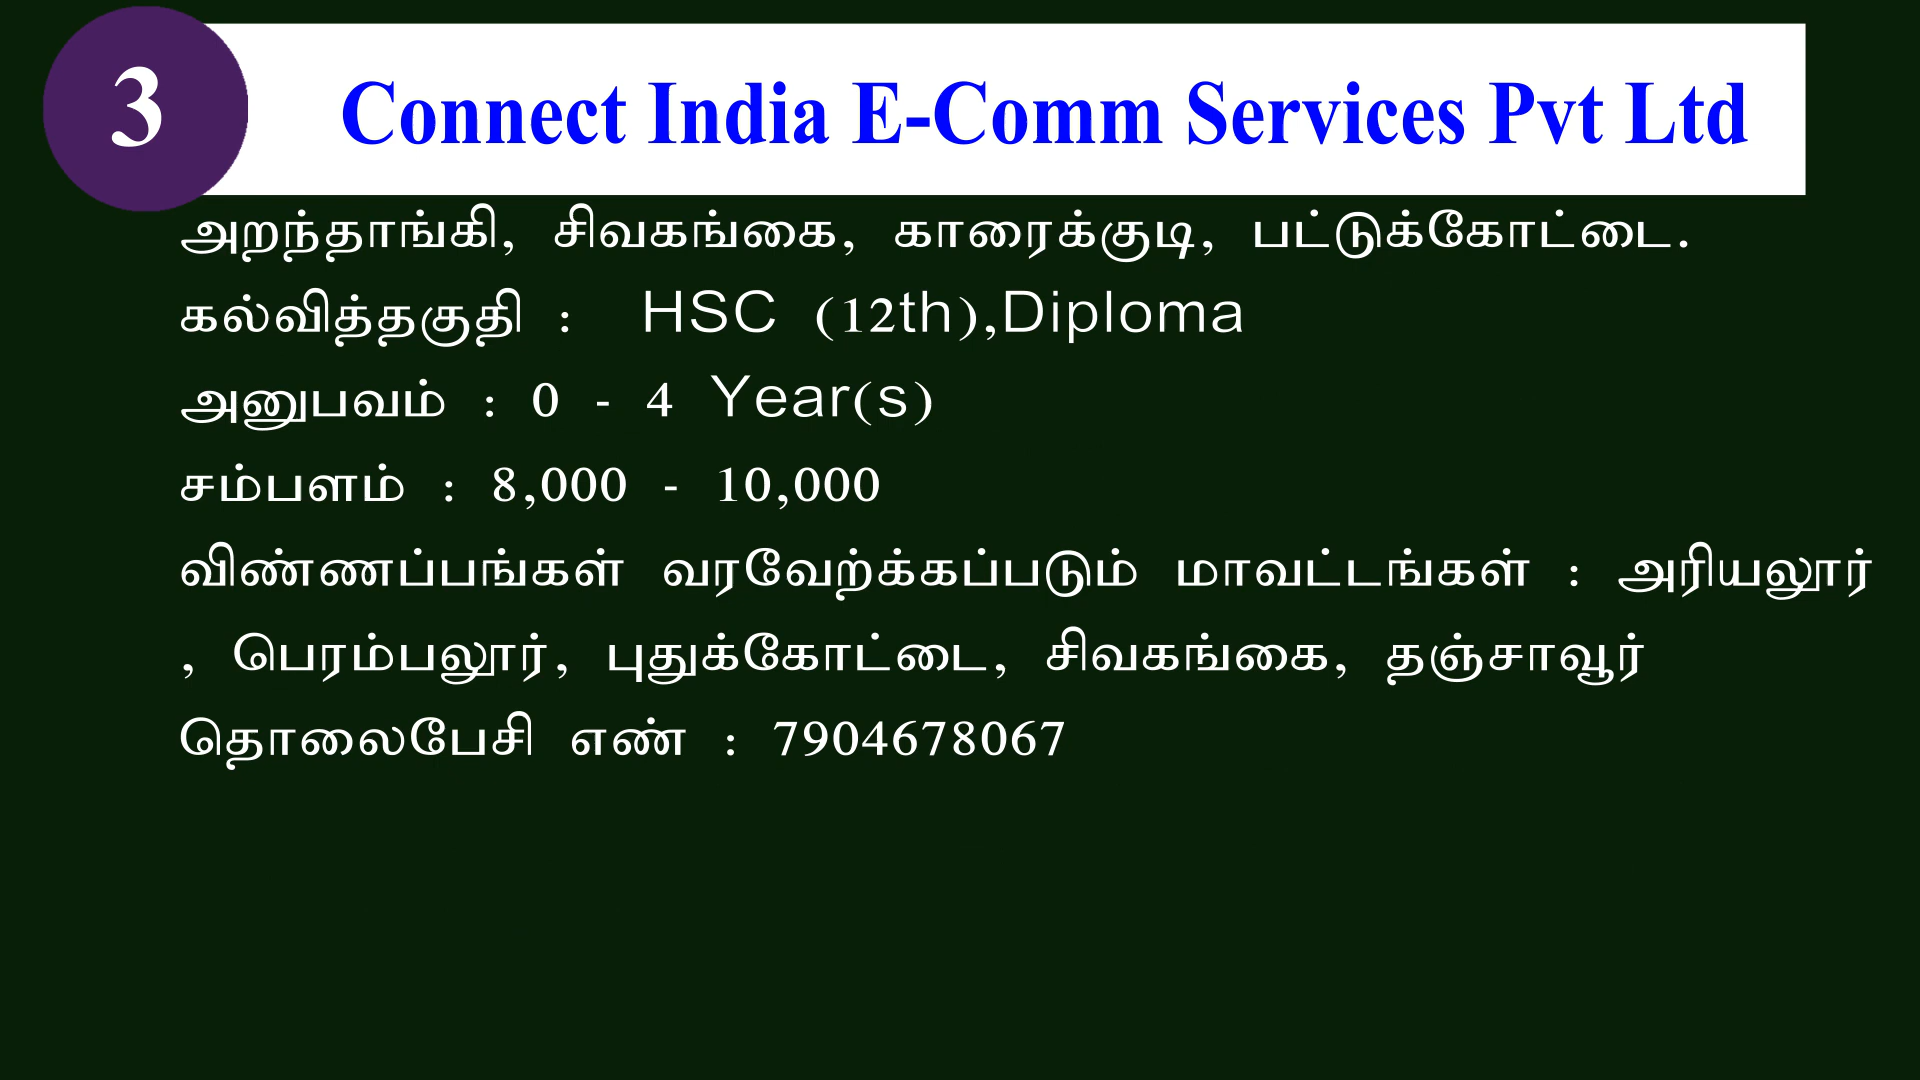 3
Connect India E-Comm Services Pvt Ltd
அறந்தாங்கி, சிவகங்கை, காரைக்குடி, பட்டுக்கோட்டை.
கல்வித்தகுதி : HSC (12th),Diploma
அனுபவம் : 0 - 4 Year(s)
சம்பளம் : 8,000 - 10,000
விண்ணப்பங்கள் வரவேற்க்கப்படும் மாவட்டங்கள் : அரியலூர்
, பெரம்பலூர், புதுக்கோட்டை, சிவகங்கை, தஞ்சாவூர்
தொலைபேசி எண் : 7904678067